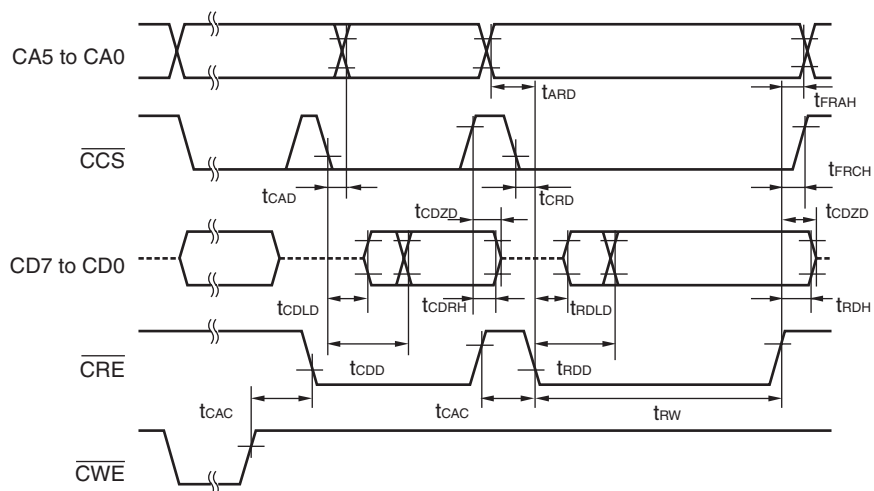 CA5 to CA0
tARD
tFRAH
CCS
tFRCH
tCAD
tCRD
tCDZD
tCDZD
CD7 to CD0
tCDLD
tCDRH
tRDLD
tRDH
CRE
tCDD
tRDD
tCAC
tCAC
tRW
CWE